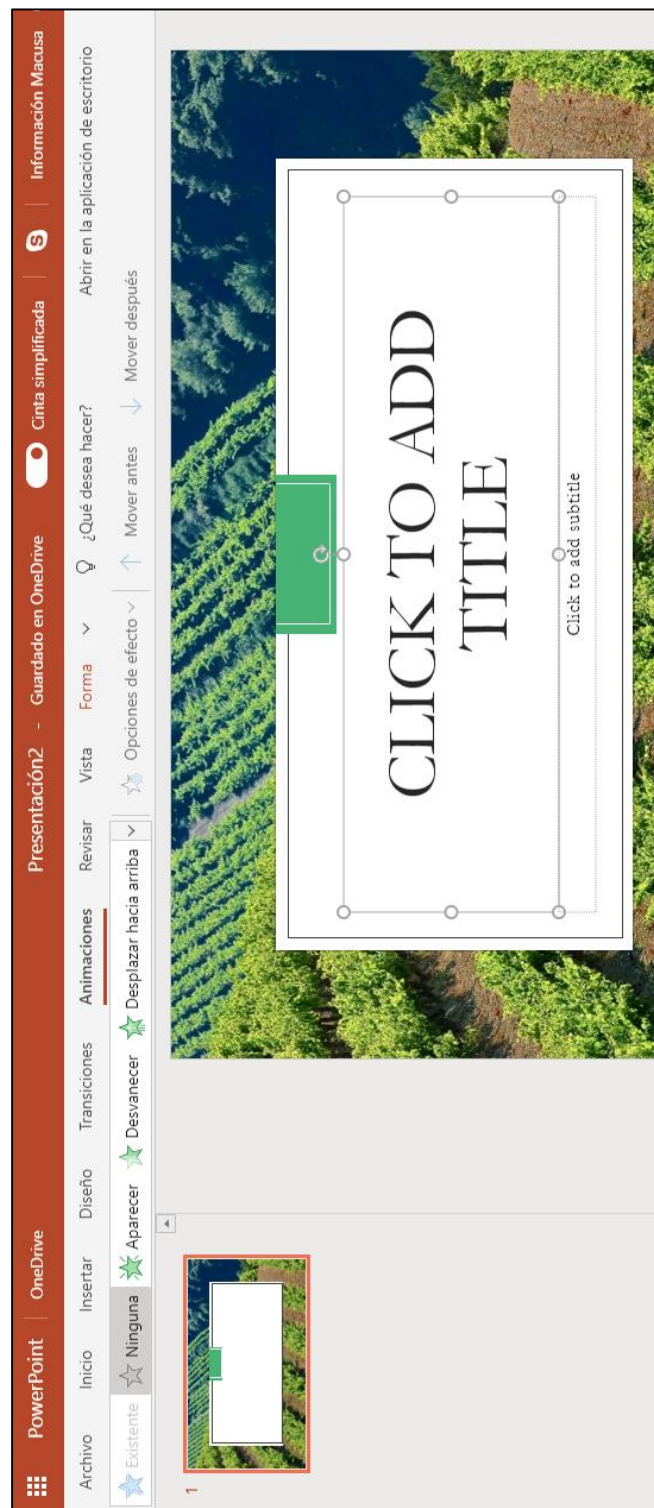 PowerPoint OneDrive Presentación2 - Guardado en OneDrive Cinta simplificada Información Macusa
Archivo Inicio Insertar Diseño Transiciones Animaciones Revisar Vista Forma ¿Qué desea hacer? Abrir en la aplicación de escritorio
Existente Ninguna Aparecer Desvanecer Desplazar hacia arriba Opciones de efecto Mover antes Mover después
1
CLICK TO ADD
TITLE
Click to add subtitle